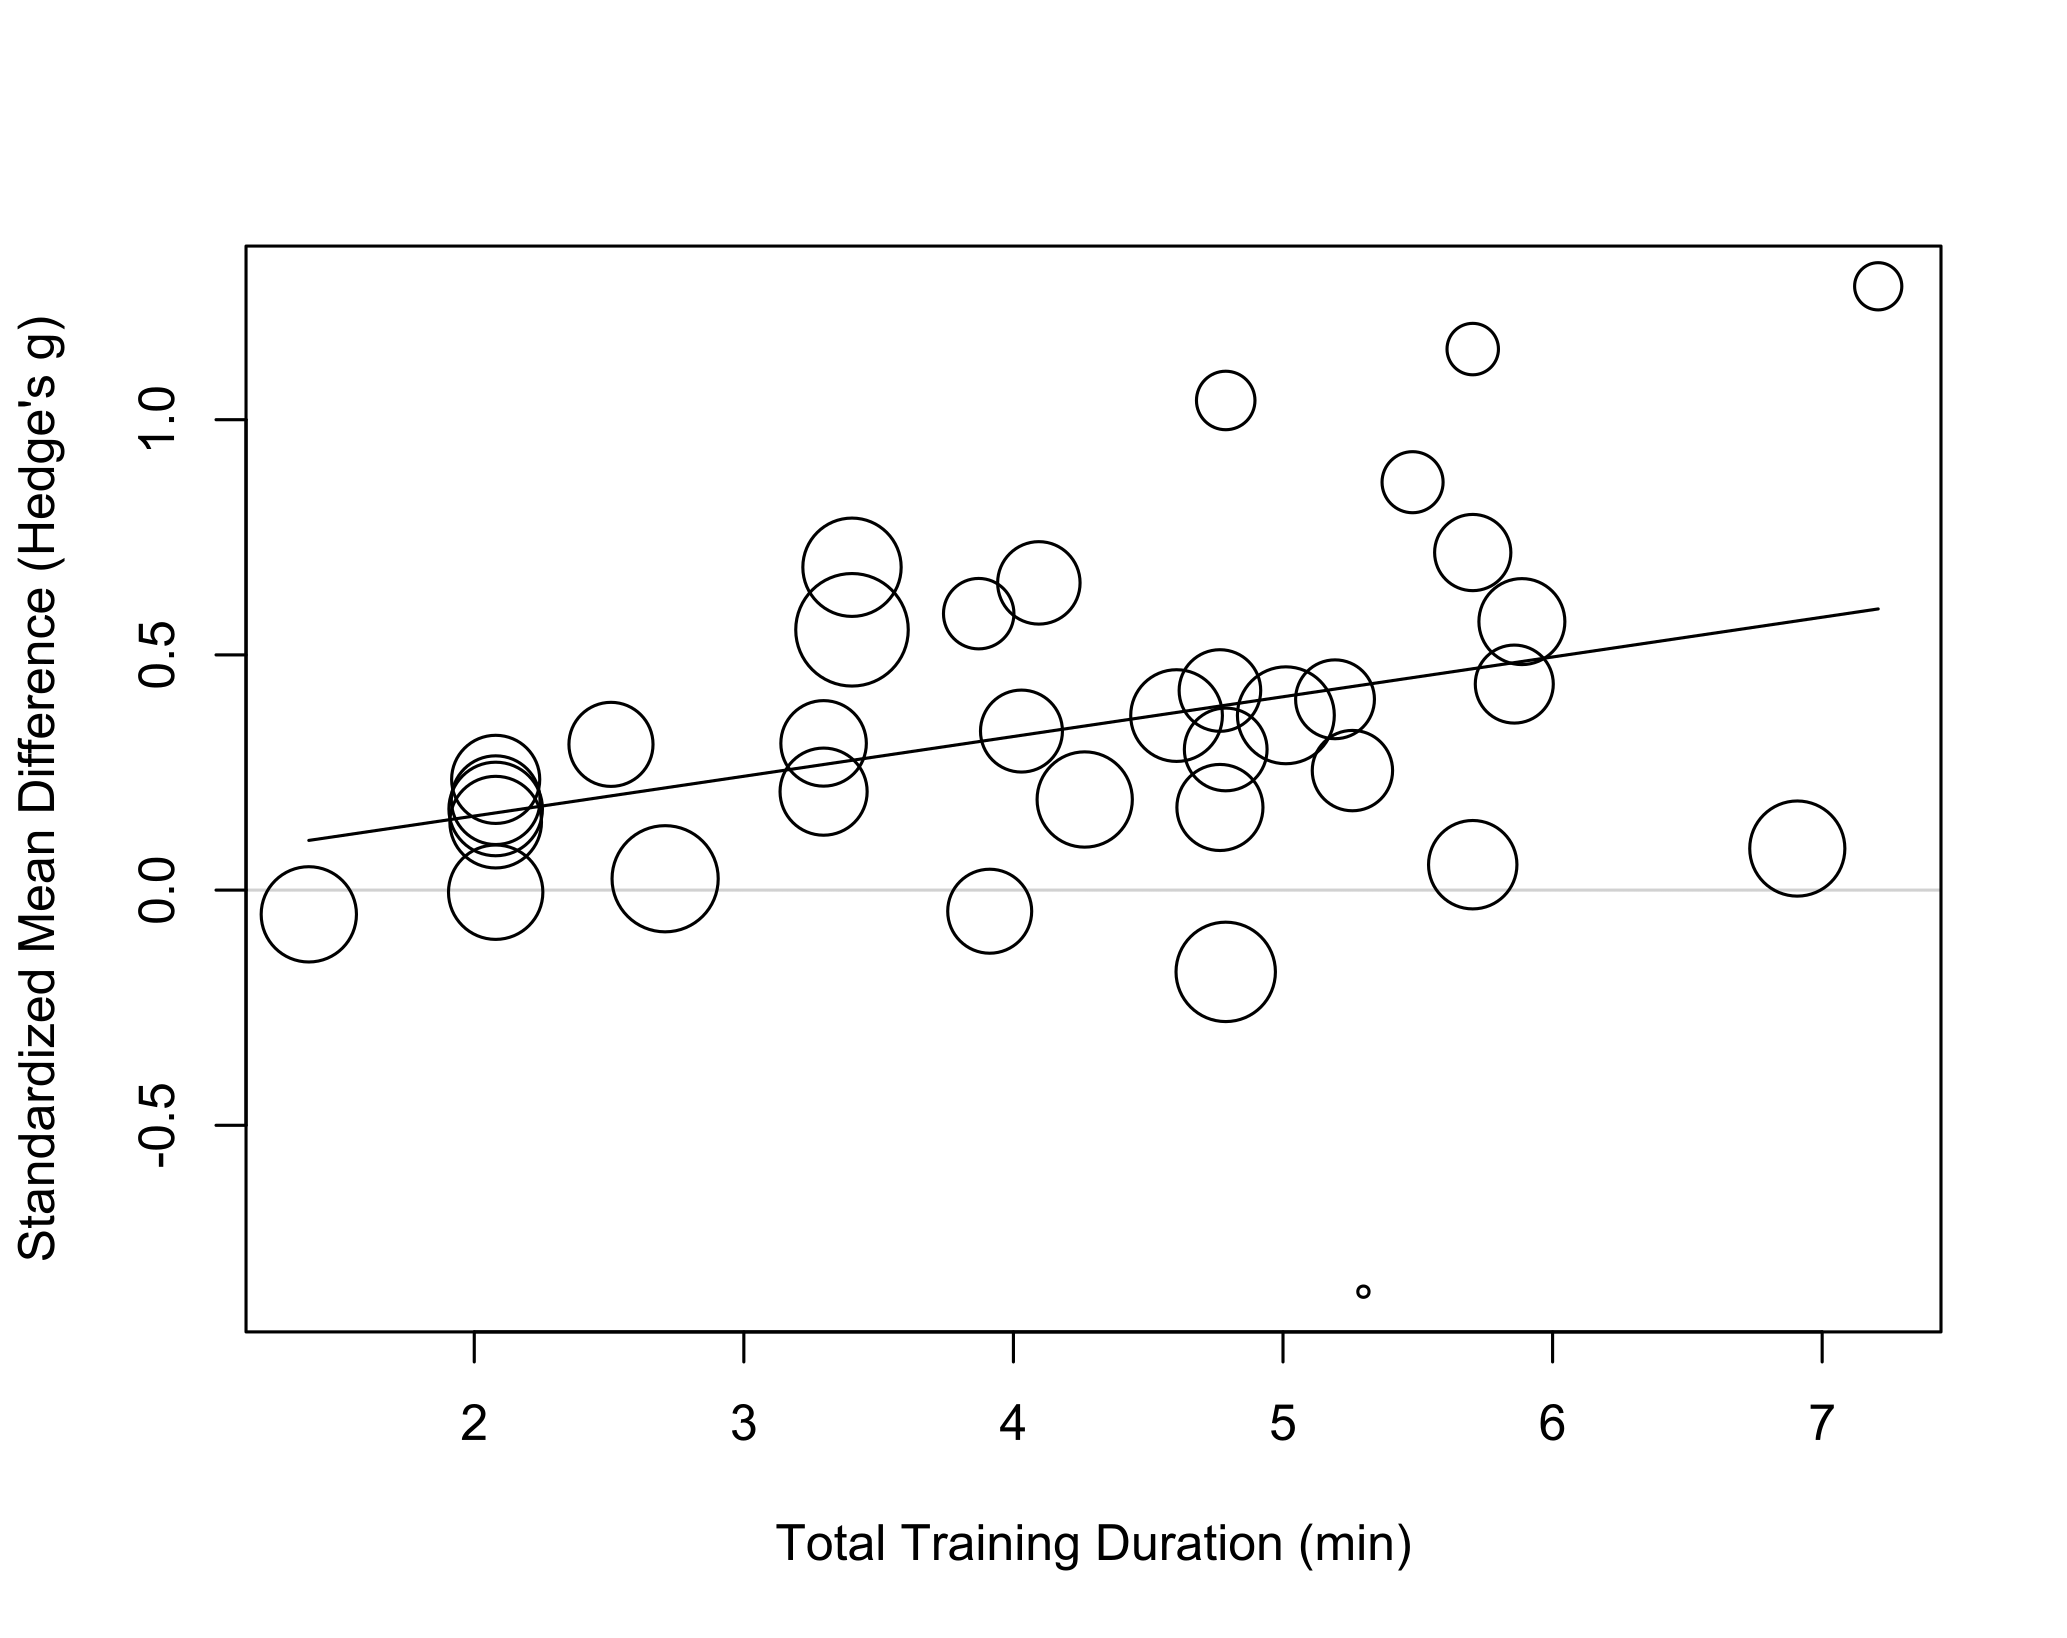 Standardized Mean Difference (Hedge's g)
1.0
0.5
0.0
-0.5
2 3 4 5 6 7
Total Training Duration (min)